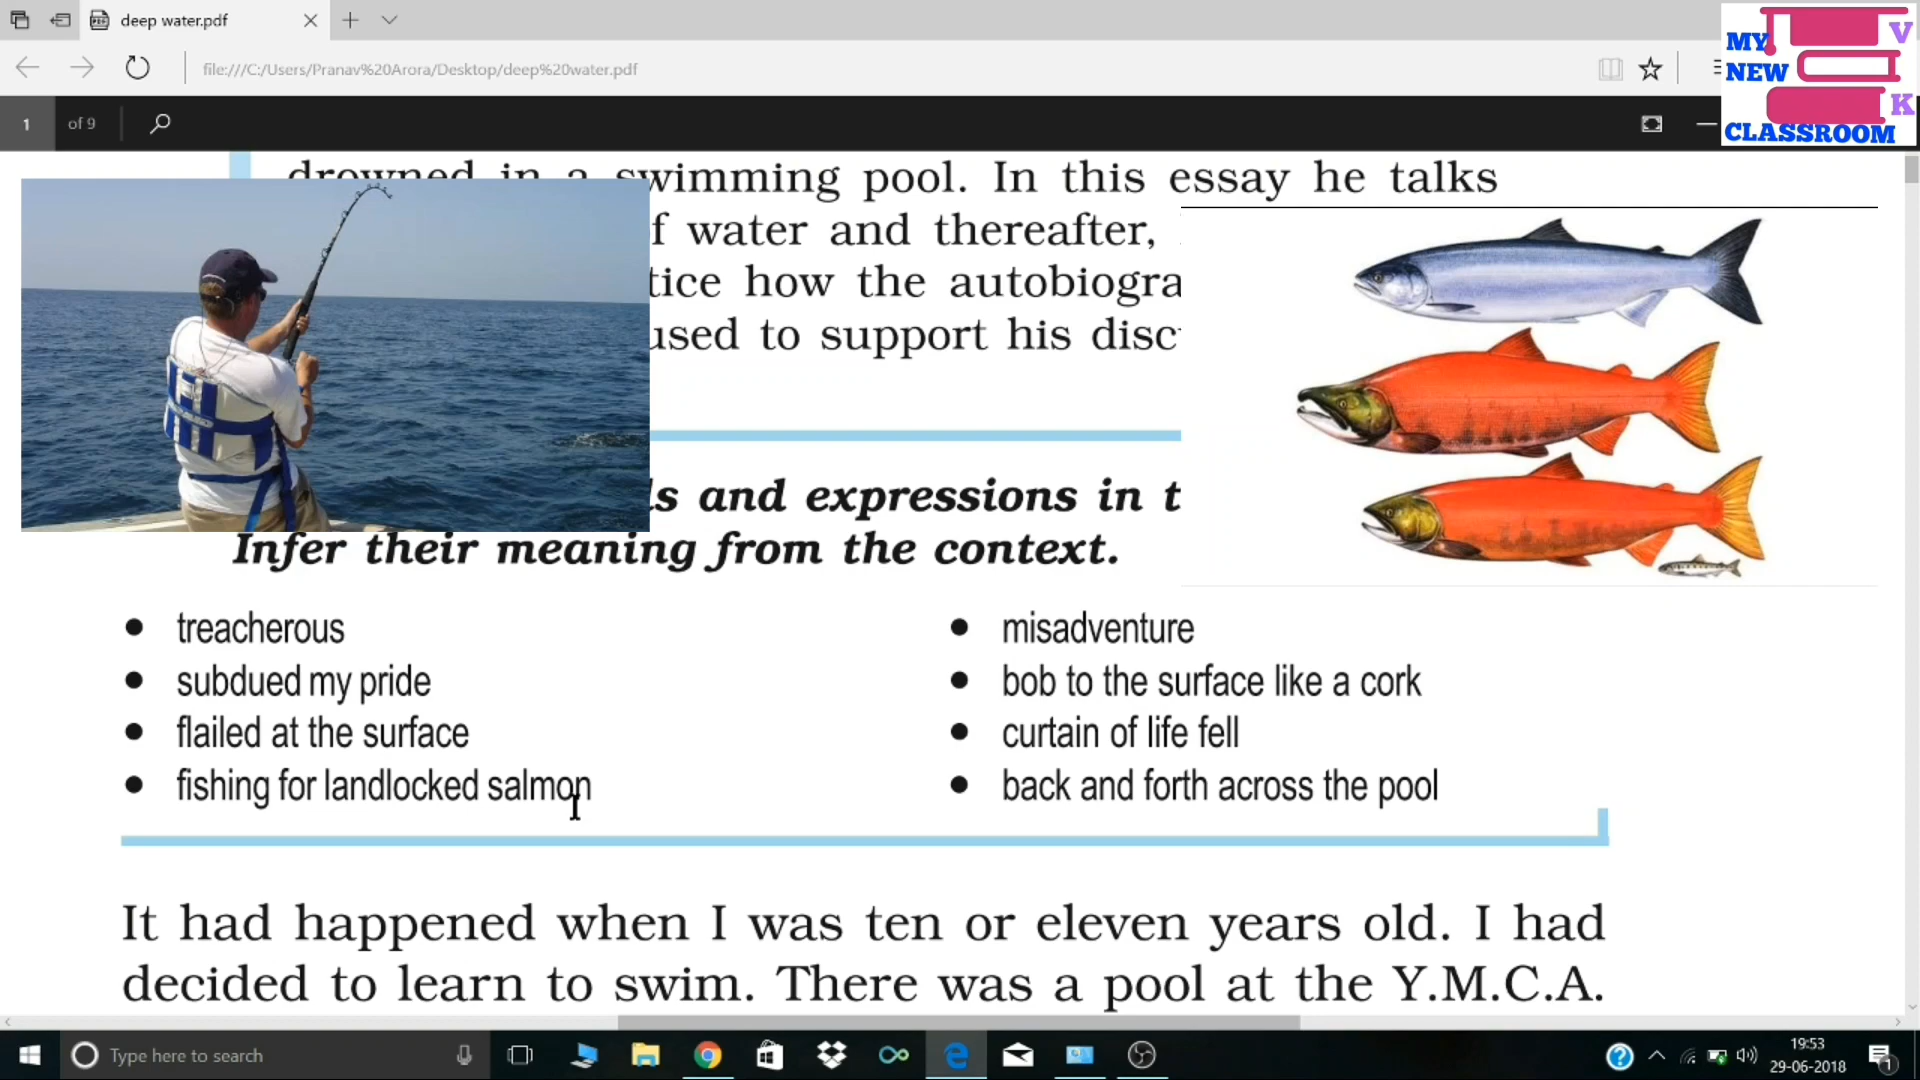 deep water.pdf
file:///C:/Users/Pranav%20Arora/Desktop/deep%20water.pdf
MY
NEW
CLASSROOM
V
K
1 of 9
drowned in a swimming pool. In this essay he talks
f water and thereafter,
tice how the autobiogra
used to support his disc
ls and expressions in t
Infer their meaning from the context.
• treacherous
• subdued my pride
• flailed at the surface
• fishing for landlocked salmon
• misadventure
• bob to the surface like a cork
• curtain of life fell
• back and forth across the pool
It had happened when I was ten or eleven years old. I had
decided to learn to swim. There was a pool at the Y.M.C.A.
Type here to search
19:53
29-06-2018
1